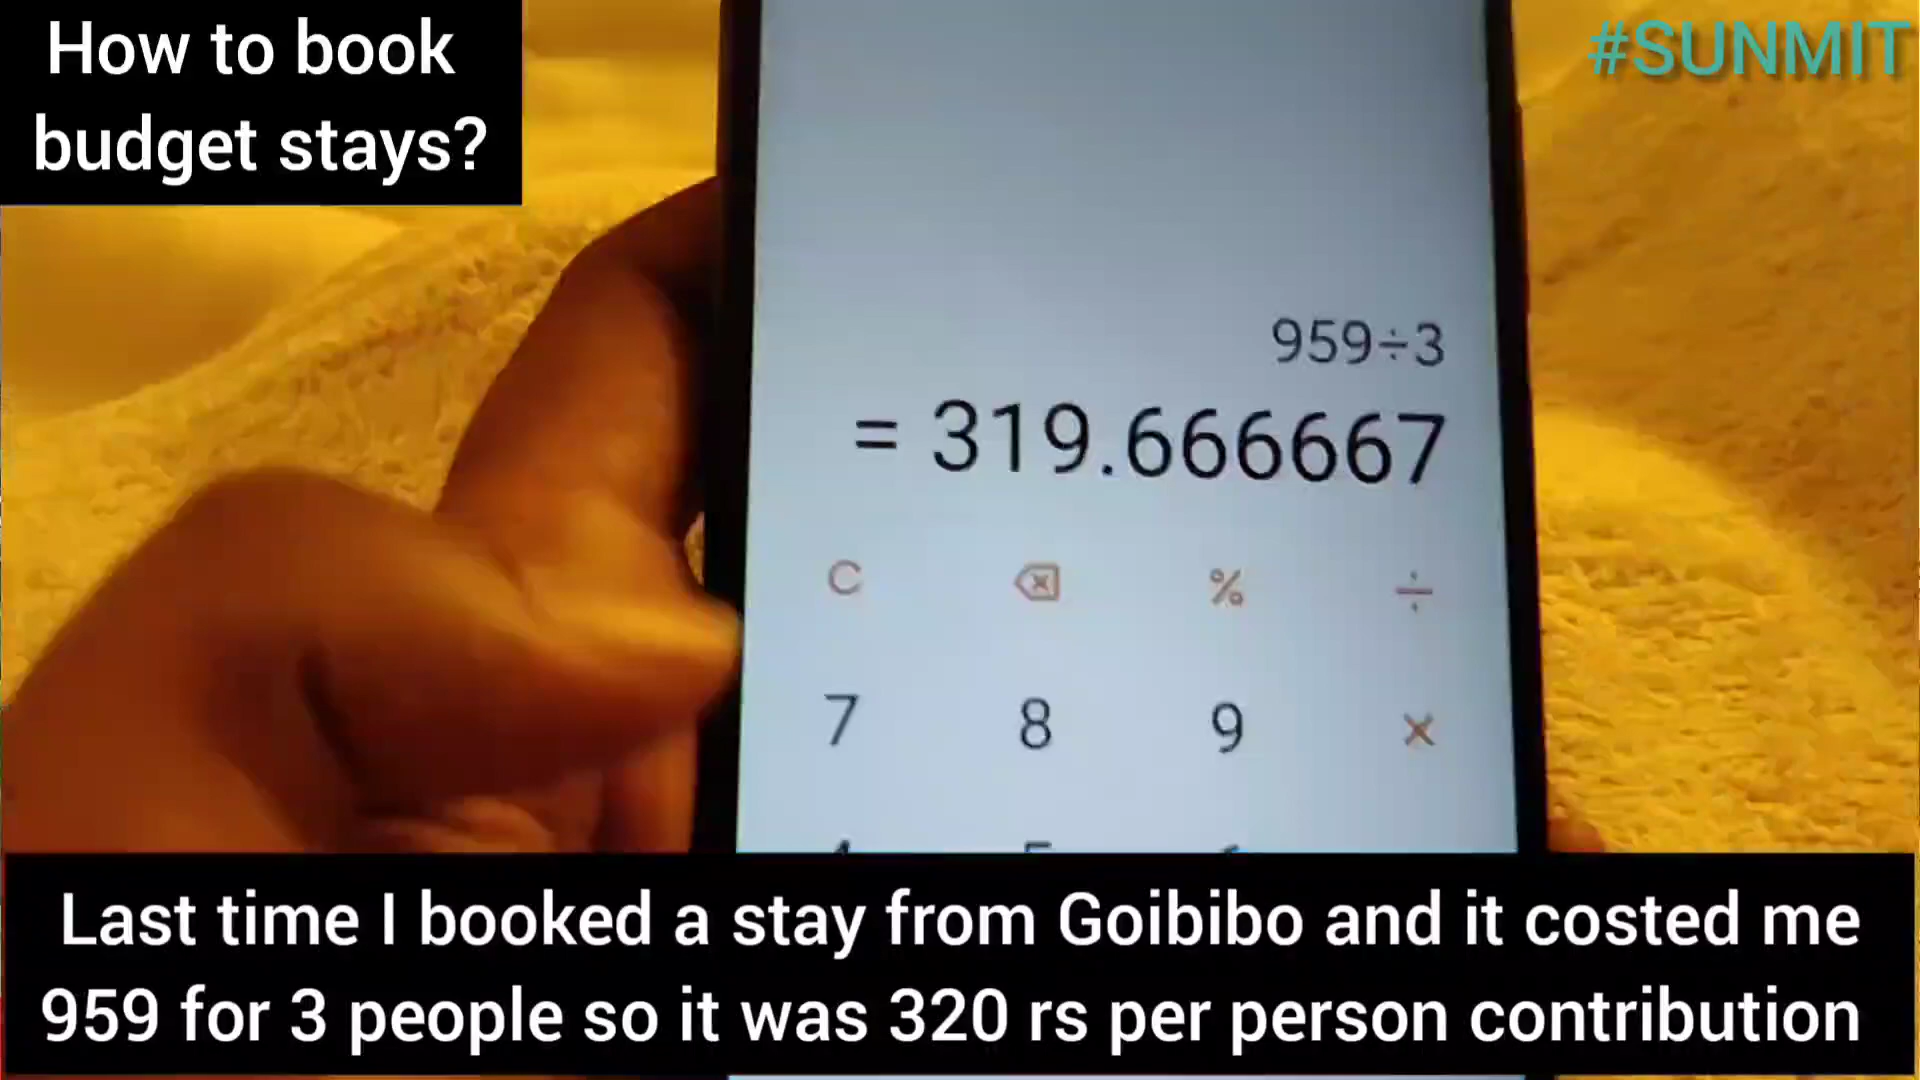 How to book
budget stays?
#SUNMIT
959÷3
= 319.666667
C % ÷
7 8 9 ×
Last time I booked a stay from Goibibo and it costed me
959 for 3 people so it was 320 rs per person contribution